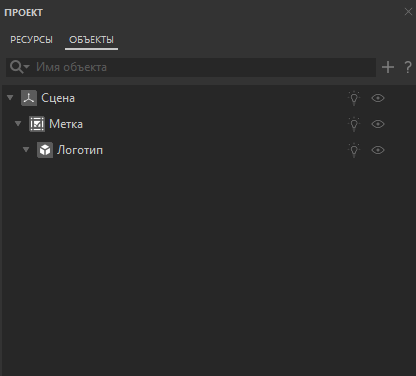 ПРОЕКТ
РЕСУРСЫ ОБЪЕКТЫ
Имя объекта ?
Сцена
Метка
Логотип